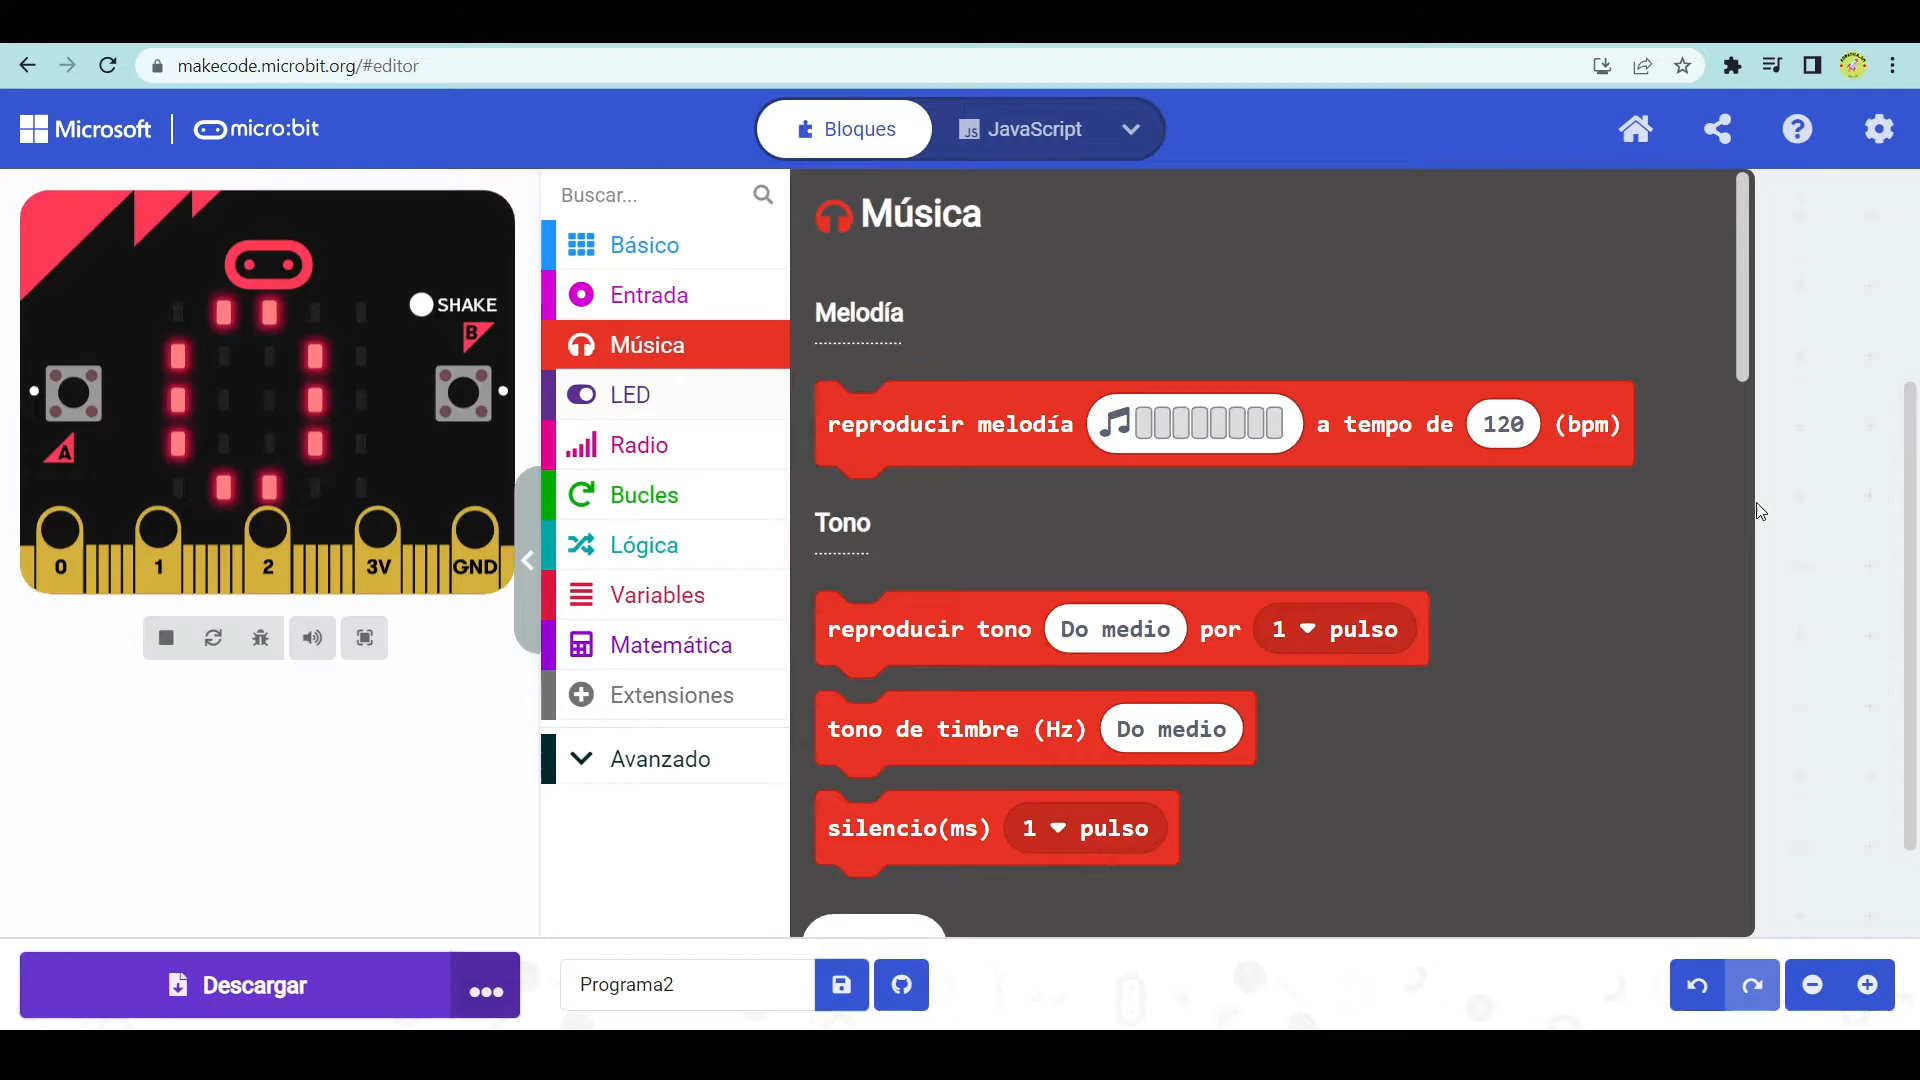 makecode.microbit.org/#editor
Microsoft
micro:bit
Bloques
JS
JavaScript
SHAKE
B
A
0
1
2
3V
GND
Buscar...
Básico
Entrada
Música
LED
Radio
Bucles
Lógica
Variables
Matemática
Extensiones
Avanzado
Música
Melodía
reproducir melodía a tempo de 120 (bpm)
Tono
reproducir tono Do medio por 1 pulso
tono de timbre (Hz) Do medio
silencio(ms) 1 pulso
Descargar
Programa2